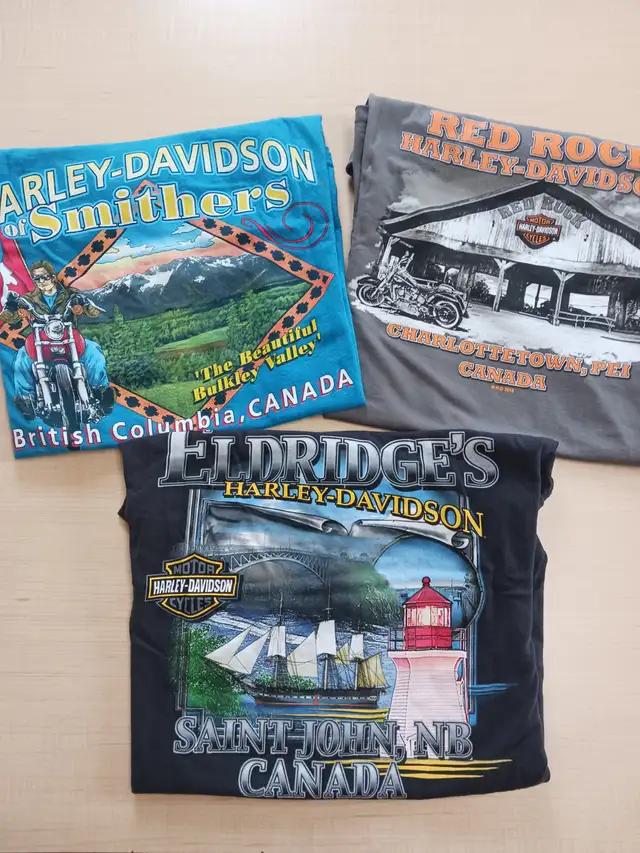 ARLEY-DAVIDSON
of Smithers
'The Beautiful
Bulkley Valley'
British Columbia, CANADA
RED ROC
HARLEY-DAVIDSO
RED ROCK
MOTOR
HARLEY-DAVIDSON
CYCLES
CHARLOTTETOWN, PEI
CANADA
ELDRIDGE'S
HARLEY-DAVIDSON
MOTOR
HARLEY-DAVIDSON
CYCLES
SAINT JOHN, NB
CANADA